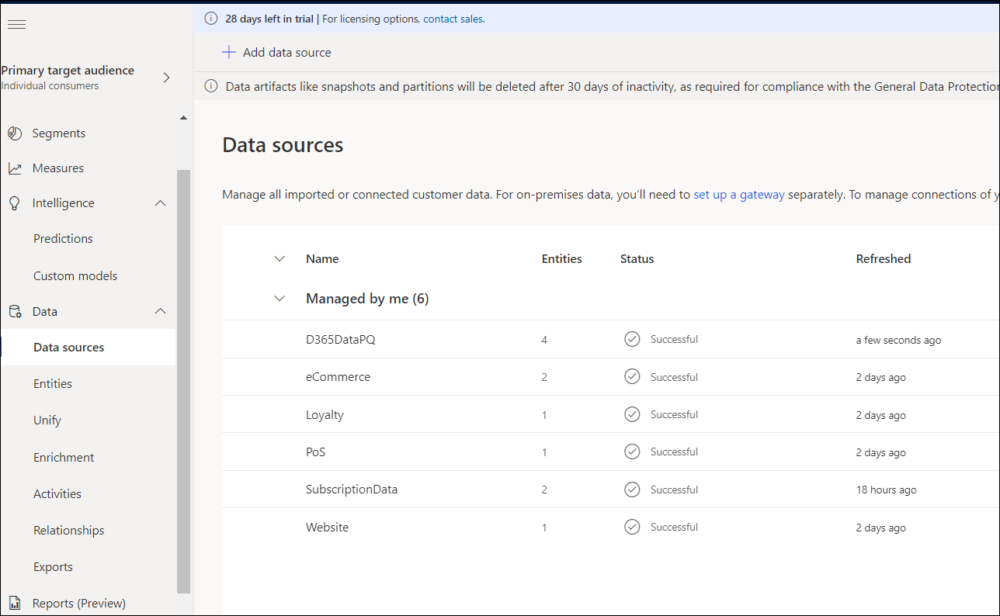 28 days left in trial | For licensing options, contact sales.
Add data source
Primary target audience
Individual consumers
Data artifacts like snapshots and partitions will be deleted after 30 days of inactivity, as required for compliance with the General Data Protection
Segments
Measures
Intelligence
Predictions
Custom models
Data
Data sources
Entities
Unify
Enrichment
Activities
Relationships
Exports
Reports (Preview)
Data sources
Manage all imported or connected customer data. For on-premises data, you'll need to set up a gateway separately. To manage connections of
Name Entities Status Refreshed
Managed by me (6)
D365DataPQ 4 Successful a few seconds ago
eCommerce 2 Successful 2 days ago
Loyalty 1 Successful 2 days ago
PoS 1 Successful 2 days ago
SubscriptionData 2 Successful 18 hours ago
Website 1 Successful 2 days ago